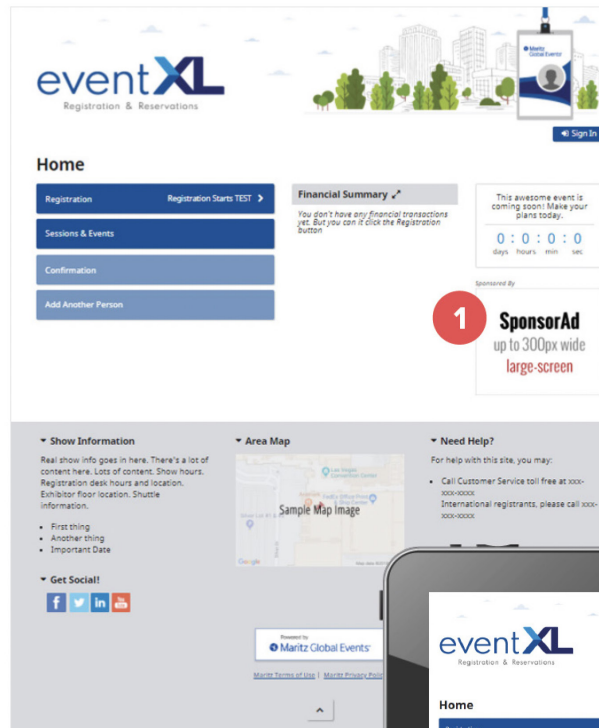 eventXL
Registration & Reservations
Maritz
Global Events
Sign In
Home
Registration Registration Starts TEST
Sessions & Events
Confirmation
Add Another Person
Financial Summary
You don't have any financial transactions
yet. But you can it click the Registration
button
This awesome event is
coming soon! Make your
plans today.
0 : 0 : 0 : 0
days hours min sec
Sponsored By
1
SponsorAd
up to 300px wide
large-screen
Show Information
Real show info goes in here. There's a lot of
content here. Lots of content. Show hours.
Registration desk hours and location.
Exhibitor floor location. Shuttle
information.
• First thing
• Another thing
• Important Date
Get Social!
Area Map
Sample Map Image
Google
Need Help?
For help with this site, you may:
• Call Customer Service toll free at xxx-
xxx-xxxx
International registrants, please call xxx-
xxx-xxxx
Powered by
Maritz Global Events
Maritz Terms of Use | Maritz Privacy
eventXL
Registration & Reservations
Home